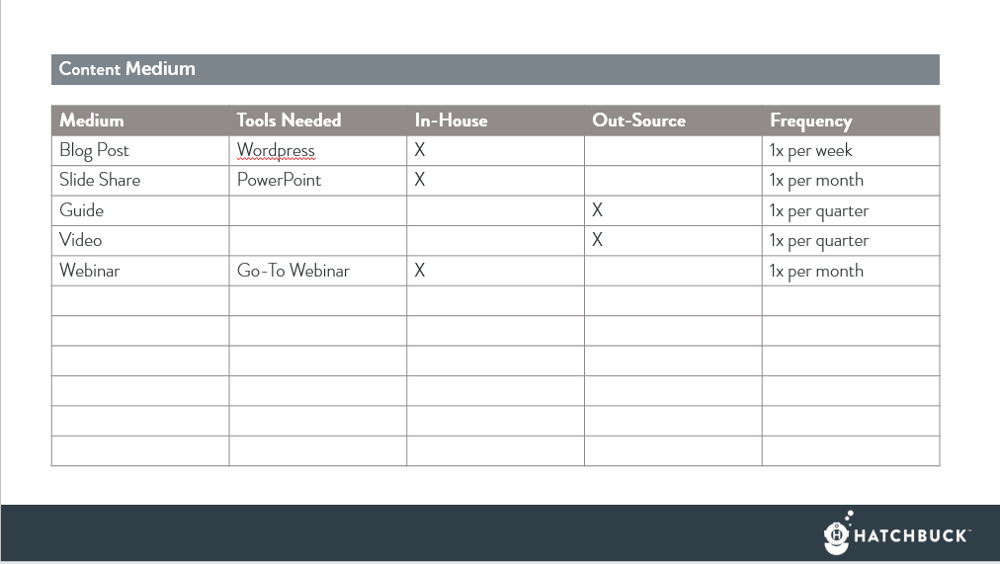 Content Medium
Medium Tools Needed In-House Out-Source Frequency
Blog Post Wordpress X 1x per week
Slide Share PowerPoint X 1x per month
Guide X 1x per quarter
Video X 1x per quarter
Webinar Go-To Webinar X 1x per month
H HATCHBUCK™